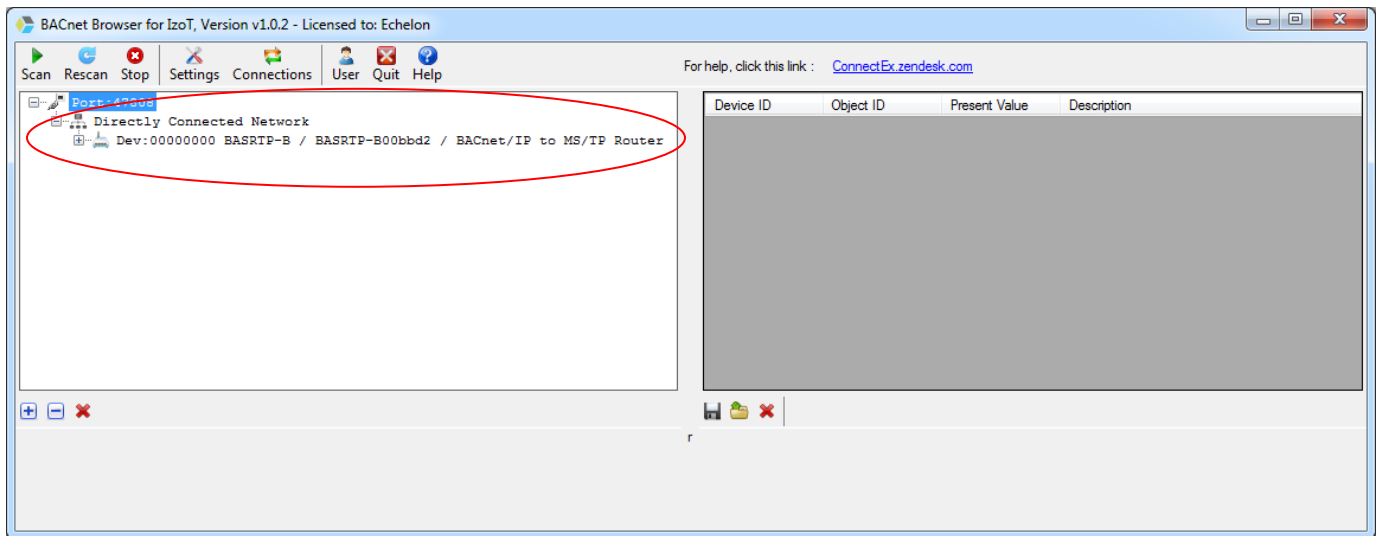 BACnet Browser for IzoT, Version v1.0.2 - Licensed to: Echelon
Scan Rescan Stop Settings Connections User Quit Help
For help, click this link : ConnectEx.zendesk.com
Port:47808
Directly Connected Network
Dev:00000000 BASRTP-B / BASRTP-B00bbd2 / BACnet/IP to MS/TP Router
Device ID Object ID Present Value Description
r